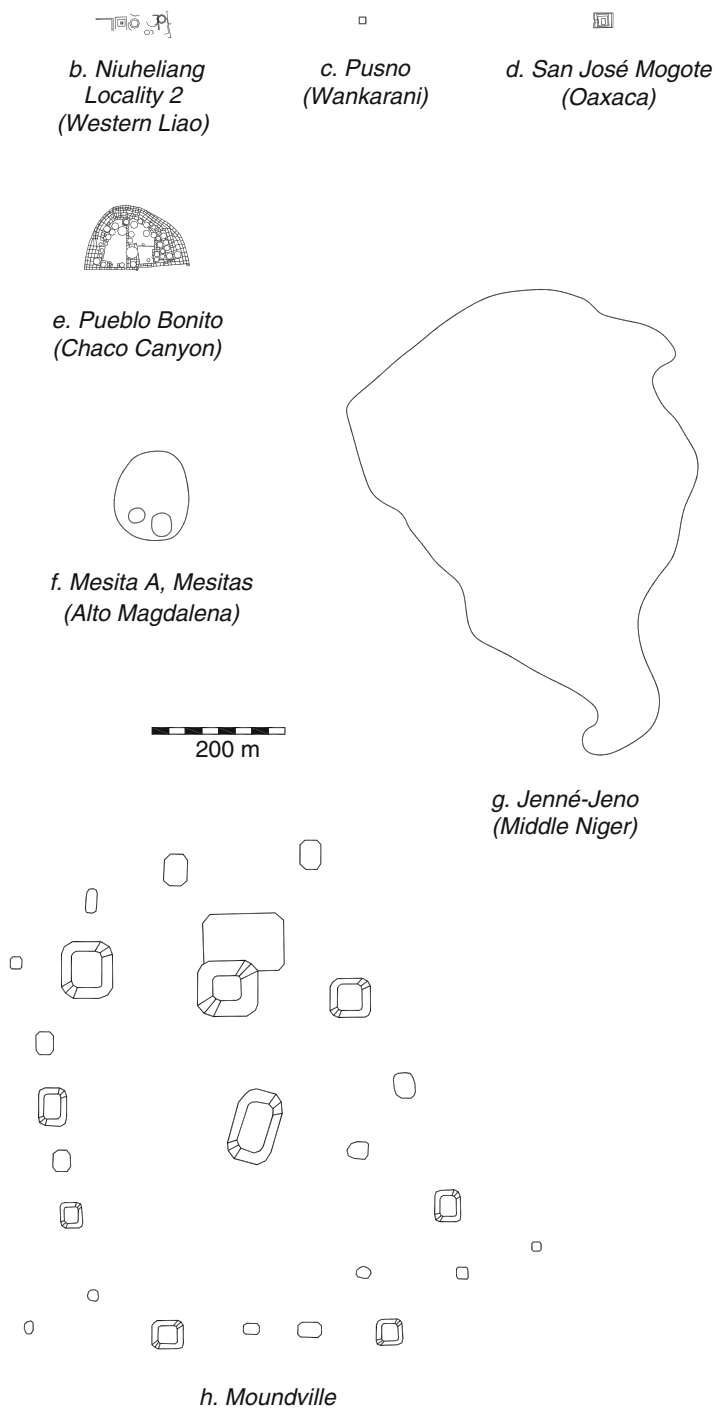 b. Niuheliang
Locality 2
(Western Liao)
c. Pusno
(Wankarani)
d. San José Mogote
(Oaxaca)
e. Pueblo Bonito
(Chaco Canyon)
f. Mesita A, Mesitas
(Alto Magdalena)
200 m
g. Jenné-Jeno
(Middle Niger)
h. Moundville